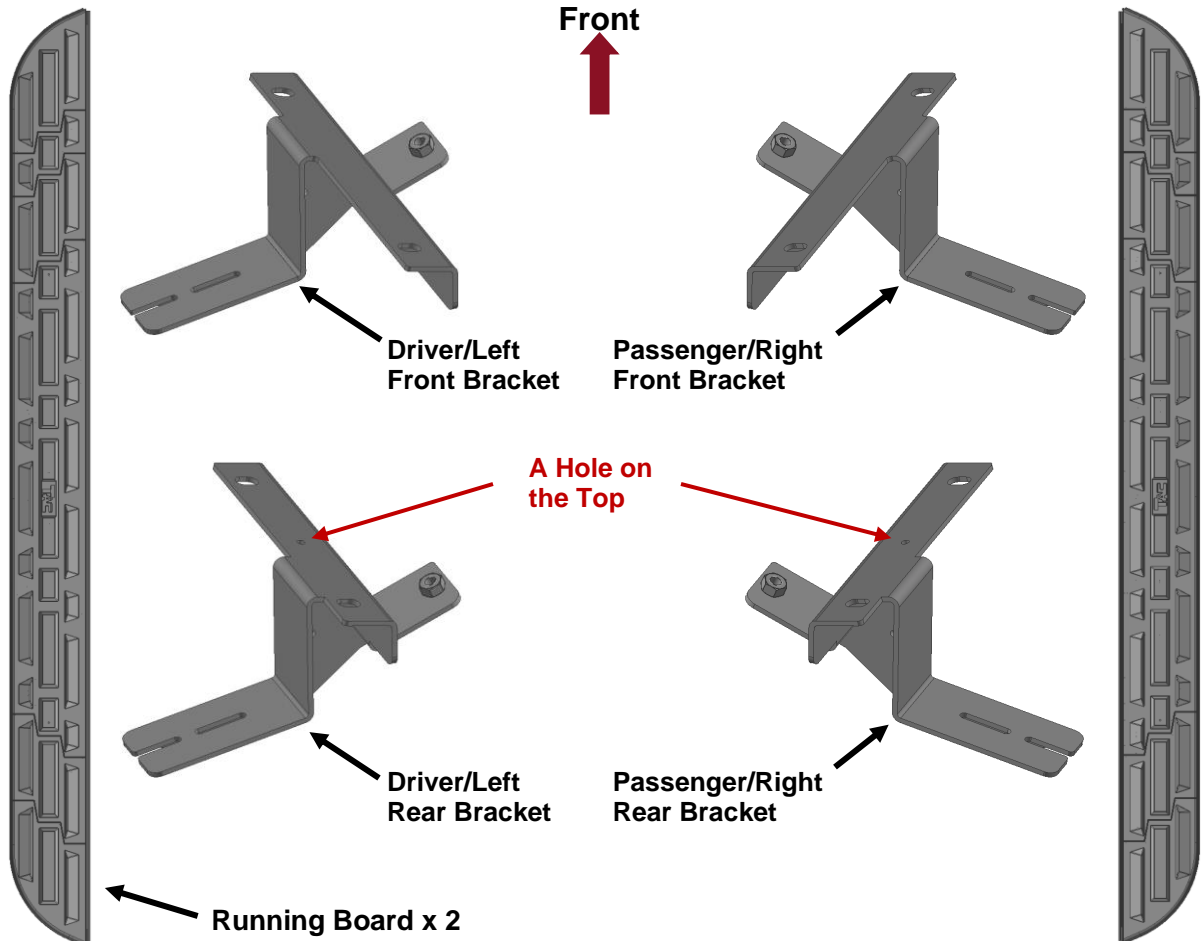 Front
Driver/Left
Front Bracket
Passenger/Right
Front Bracket
A Hole on
the Top
Driver/Left
Rear Bracket
Passenger/Right
Rear Bracket
Running Board x 2